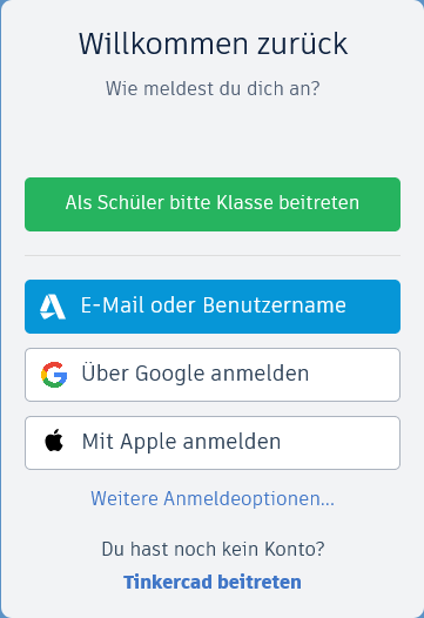 Willkommen zurück
Wie meldest du dich an?
Als Schüler bitte Klasse beitreten
E-Mail oder Benutzername
Über Google anmelden
Mit Apple anmelden
Weitere Anmeldeoptionen...
Du hast noch kein Konto?
Tinkercad beitreten